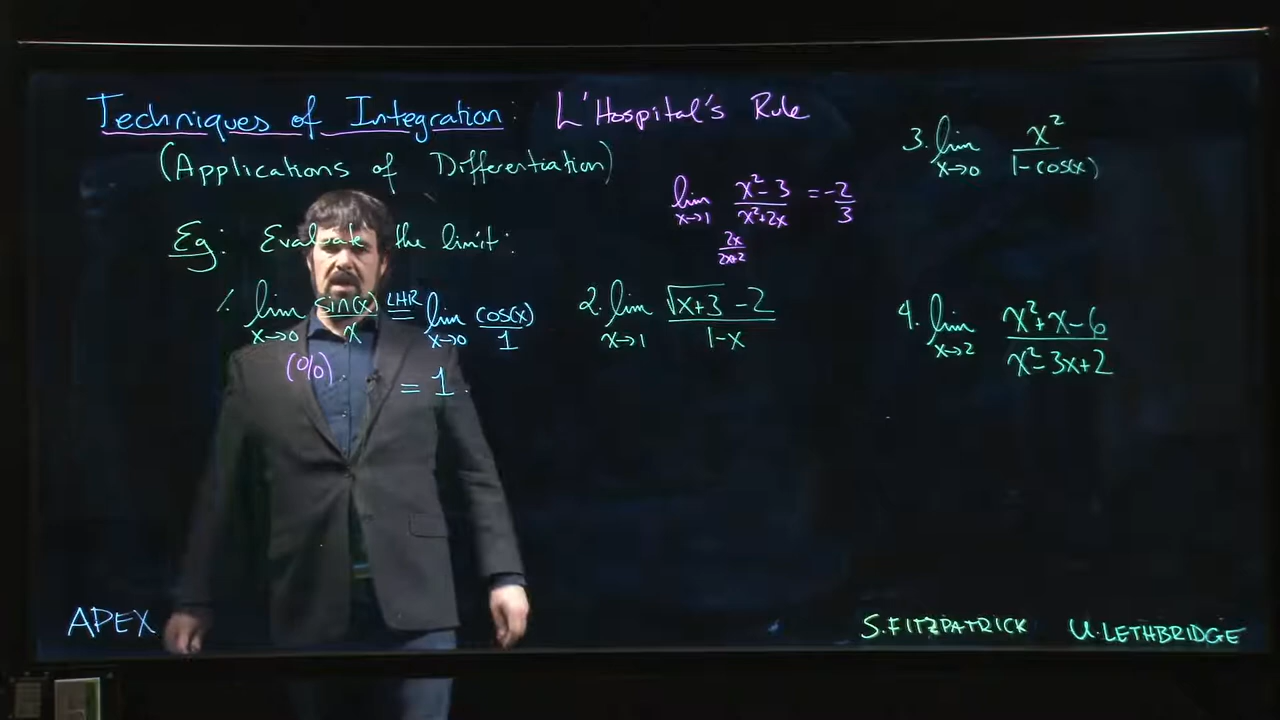 Techniques of Integration: L'Hospital's Rule
(Applications of Differentiation)
Eg: Evaluate the limit:
1. lim x→0 sin(x)/x =^LHR lim x→0 cos(x)/1
(0/0)
= 1.
lim x→1 x²-3/x²+2x = -2/3
2x/2x+2
2. lim x→1 √x+3 - 2/1-x
3. lim x→0 x²/1-cos(x)
4. lim x→2 x²+x-6/x²-3x+2
APEX
S.FITZPATRICK U.LETHBRIDGE